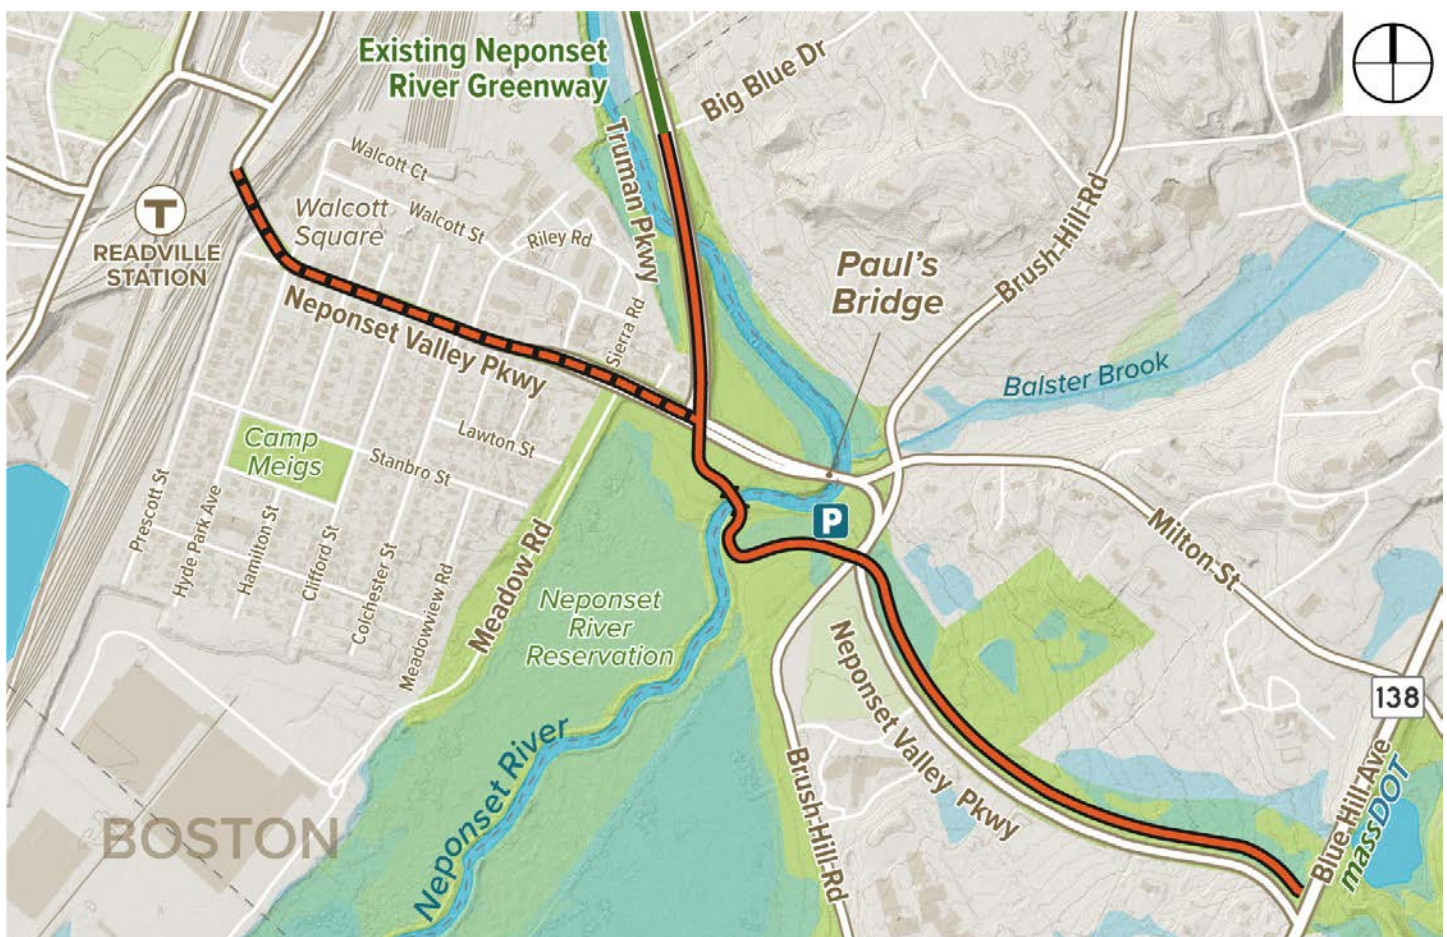 Existing Neponset
River Greenway
Big Blue Dr
Truman Pkwy
Walcott Ct
Walcott St
Walcott
Square
Riley Rd
T
READVILLE
STATION
Brush-Hill-Rd
Paul's
Bridge
Sierra Rd
Neponset Valley Pkwy
Balster Brook
Camp
Meigs
Lawton St
Stanbro St
Prescott St
Hyde Park Ave
Hamilton St
Clifford St
Colchester St
Meadowview Rd
Meadow Rd
P
Milton-St
Neponset
River
Reservation
Neponset Valley Pkwy
138
Neponset River
Brush-Hill-Rd
Blue-Hill-Ave
massDOT
BOSTON